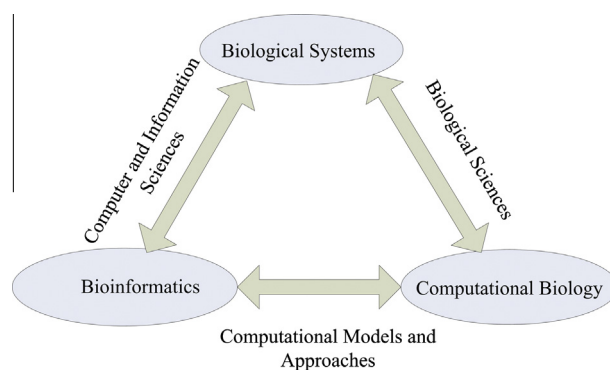 Biological Systems
Computer and Information
Sciences
Biological Sciences
Bioinformatics
Computational Biology
Computational Models and
Approaches